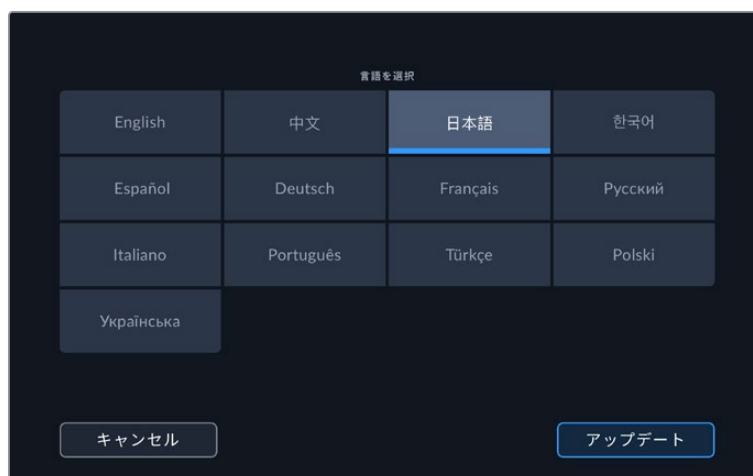 言語を選択
English 中文 日本語 한국어
Español Deutsch Français Русский
Italiano Português Türkçe Polski
Українська
キャンセル アップデート